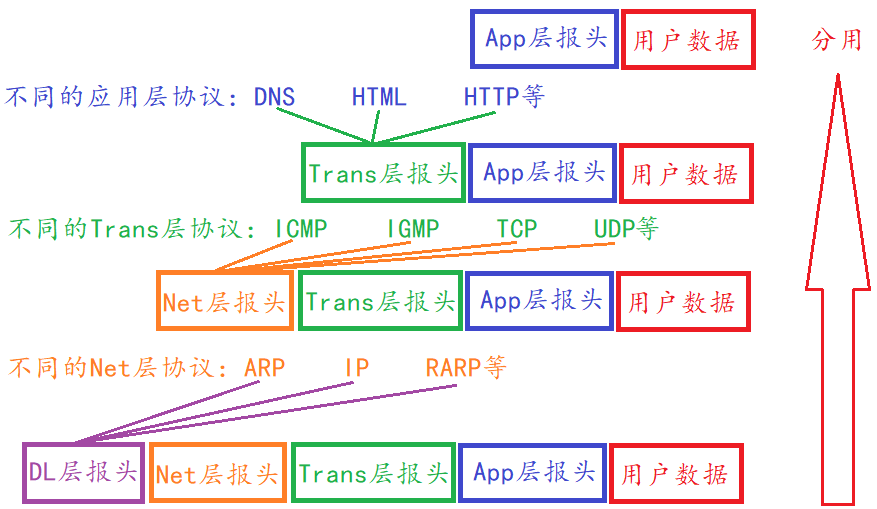 App层报头 用户数据 分用
不同的应用层协议：DNS HTML HTTP等
Trans层报头 App层报头 用户数据
不同的Trans层协议：ICMP IGMP TCP UDP等
Net层报头 Trans层报头 App层报头 用户数据
不同的Net层协议：ARP IP RARP等
DL层报头 Net层报头 Trans层报头 App层报头 用户数据